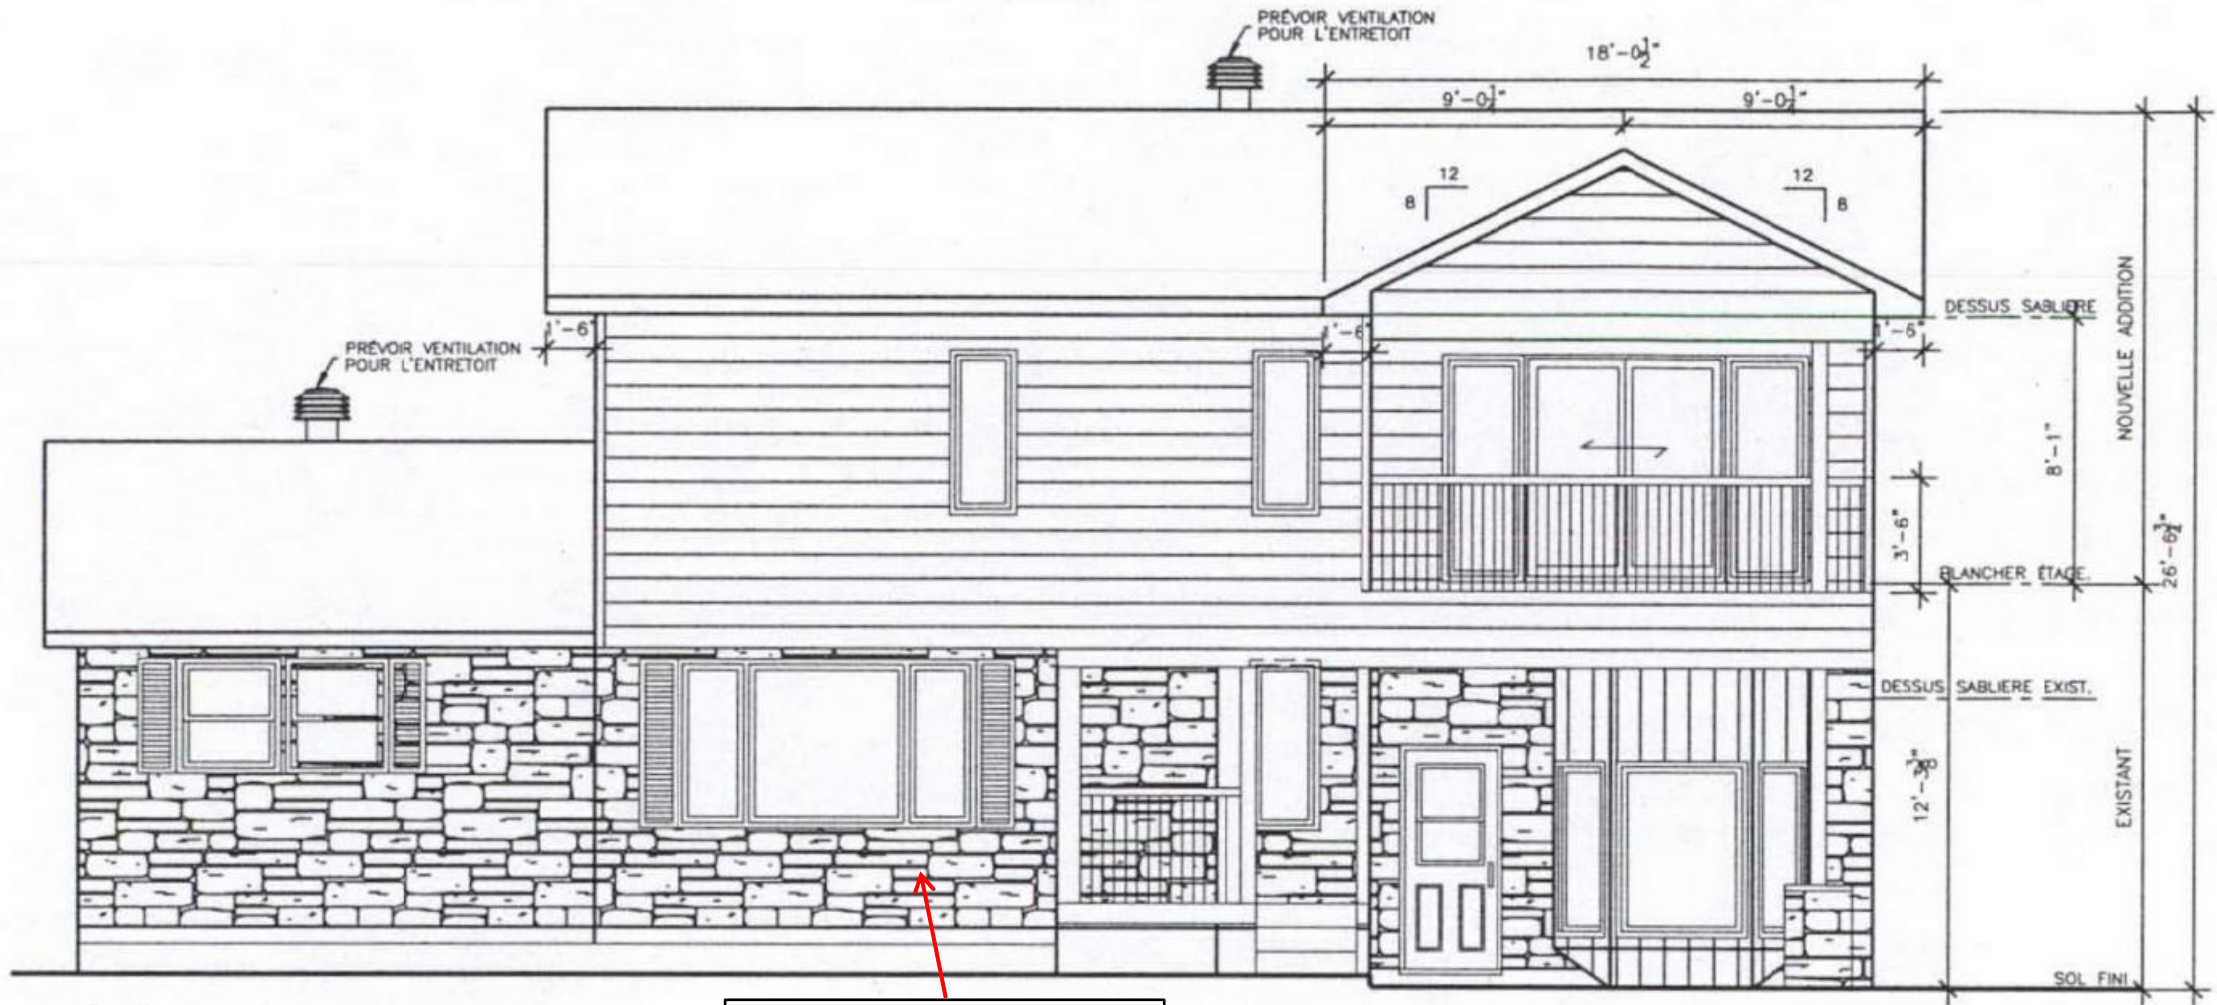 PRÉVOIR VENTILATION
POUR L'ENTRETOIT
18'-0½"
9'-0¼"
9'-0¼"
12
8
12
8
DESSUS SABLIERE
1'-6"
1'-6"
1'-6"
PRÉVOIR VENTILATION
POUR L'ENTRETOIT
NOUVELLE ADDITION
8'-1"
3'-6"
26'-6¾"
PLANCHER ÉTAGE.
DESSUS SABLIERE EXIST.
12'-3⅜"
EXISTANT
SOL FINI